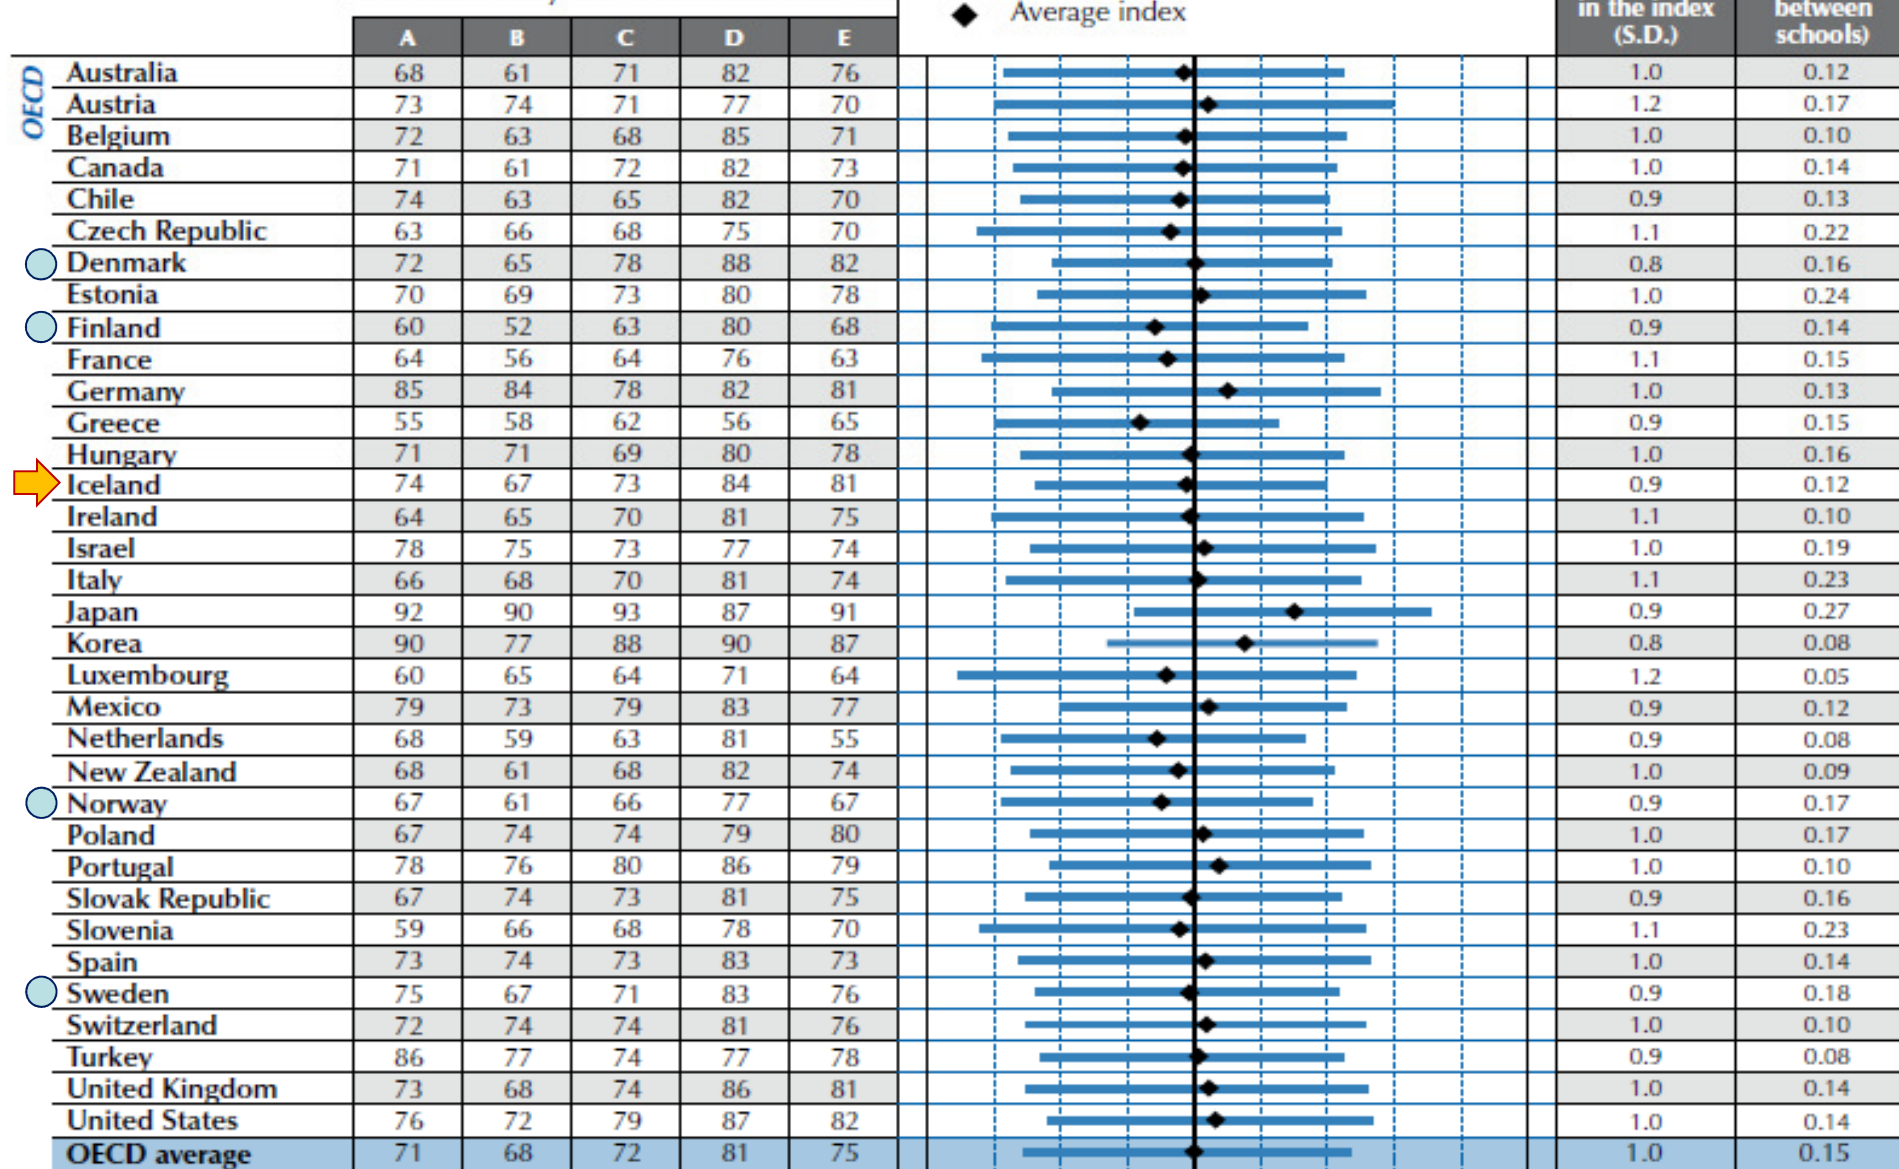 Average index
in the index (S.D.)
between schools)
A B C D E
OECD
Australia 68 61 71 82 76 1.0 0.12
Austria 73 74 71 77 70 1.2 0.17
Belgium 72 63 68 85 71 1.0 0.10
Canada 71 61 72 82 73 1.0 0.14
Chile 74 63 65 82 70 0.9 0.13
Czech Republic 63 66 68 75 70 1.1 0.22
Denmark 72 65 78 88 82 0.8 0.16
Estonia 70 69 73 80 78 1.0 0.24
Finland 60 52 63 80 68 0.9 0.14
France 64 56 64 76 63 1.1 0.15
Germany 85 84 78 82 81 1.0 0.13
Greece 55 58 62 56 65 0.9 0.15
Hungary 71 71 69 80 78 1.0 0.16
Iceland 74 67 73 84 81 0.9 0.12
Ireland 64 65 70 81 75 1.1 0.10
Israel 78 75 73 77 74 1.0 0.19
Italy 66 68 70 81 74 1.1 0.23
Japan 92 90 93 87 91 0.9 0.27
Korea 90 77 88 90 87 0.8 0.08
Luxembourg 60 65 64 71 64 1.2 0.05
Mexico 79 73 79 83 77 0.9 0.12
Netherlands 68 59 63 81 55 0.9 0.08
New Zealand 68 61 68 82 74 1.0 0.09
Norway 67 61 66 77 67 0.9 0.17
Poland 67 74 74 79 80 1.0 0.17
Portugal 78 76 80 86 79 1.0 0.10
Slovak Republic 67 74 73 81 75 0.9 0.16
Slovenia 59 66 68 78 70 1.1 0.23
Spain 73 74 73 83 73 1.0 0.14
Sweden 75 67 71 83 76 0.9 0.18
Switzerland 72 74 74 81 76 1.0 0.10
Turkey 86 77 74 77 78 0.9 0.08
United Kingdom 73 68 74 86 81 1.0 0.14
United States 76 72 79 87 82 1.0 0.14
OECD average 71 68 72 81 75 1.0 0.15